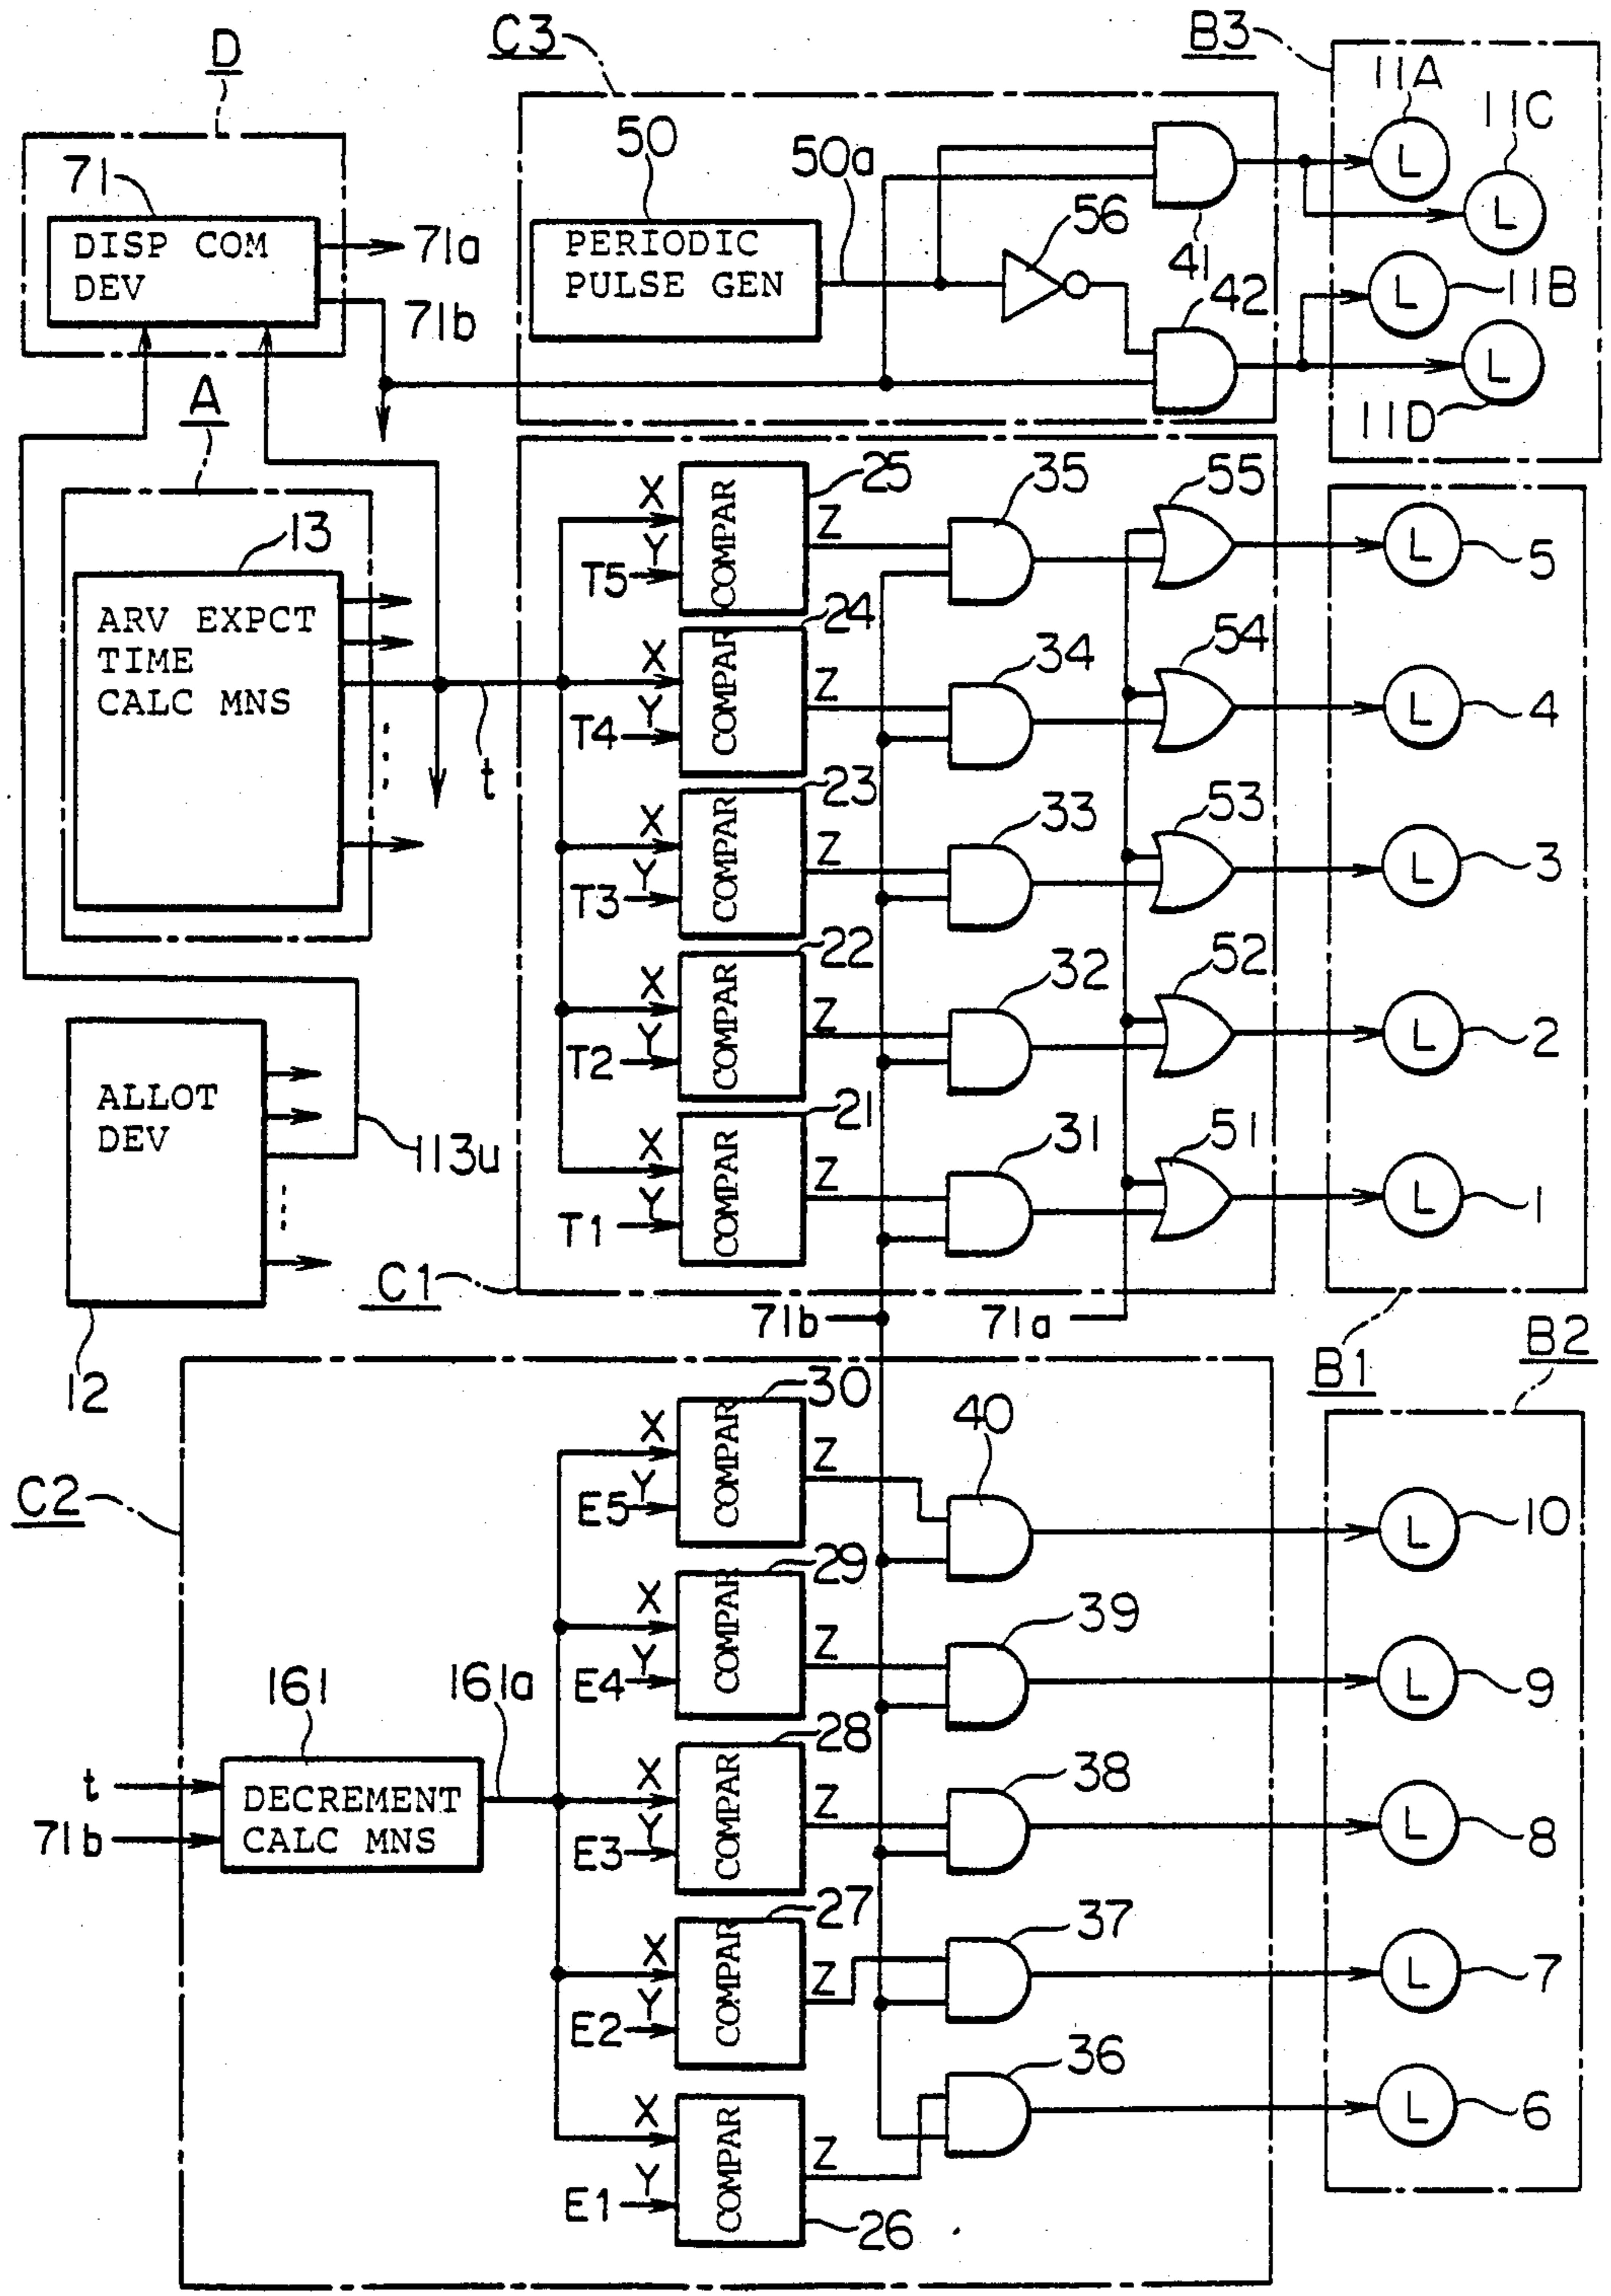 D
71
DISP COM
DEV
71a
71b
C3
50
PERIODIC
PULSE GEN
50a
56
41
42
B3
11A
L
11C
L
L
11B
L
11D
A
13
ARV EXPCT
TIME
CALC MNS
t
ALLOT
DEV
113u
12
C1
X
Y
T5
COMPAR
25
Z
35
55
L
5
X
Y
T4
COMPAR
24
Z
34
54
L
4
X
Y
T3
COMPAR
23
Z
33
53
L
3
X
Y
T2
COMPAR
22
Z
32
52
L
2
X
Y
T1
COMPAR
21
Z
31
51
L
1
71b
71a
B1
B2
C2
161
DECREMENT
CALC MNS
t
71b
161a
X
Y
E5
COMPAR
30
Z
40
L
10
X
Y
E4
COMPAR
29
Z
39
L
9
X
Y
E3
COMPAR
28
Z
38
L
8
X
Y
E2
COMPAR
27
Z
37
L
7
X
Y
E1
COMPAR
26
Z
36
L
6